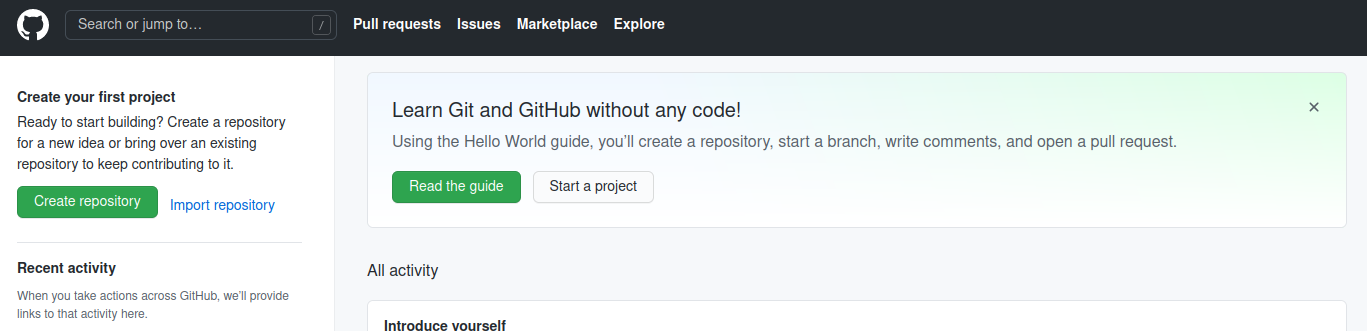 Search or jump to…
/
Pull requests
Issues
Marketplace
Explore
Create your first project
Ready to start building? Create a repository
for a new idea or bring over an existing
repository to keep contributing to it.
Create repository
Import repository
Recent activity
When you take actions across GitHub, we’ll provide
links to that activity here.
Learn Git and GitHub without any code!
Using the Hello World guide, you’ll create a repository, start a branch, write comments, and open a pull request.
Read the guide
Start a project
All activity
Introduce yourself